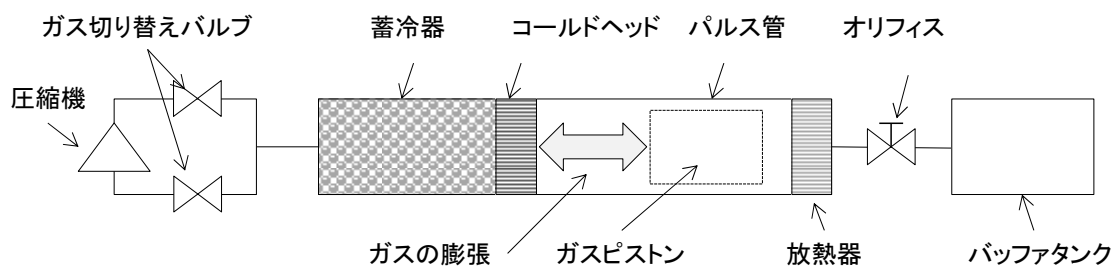 ガス切り替えバルブ
蓄冷器
コールドヘッド
パルス管
オリフィス
圧縮機
ガスの膨張
ガスピストン
放熱器
バッファタンク